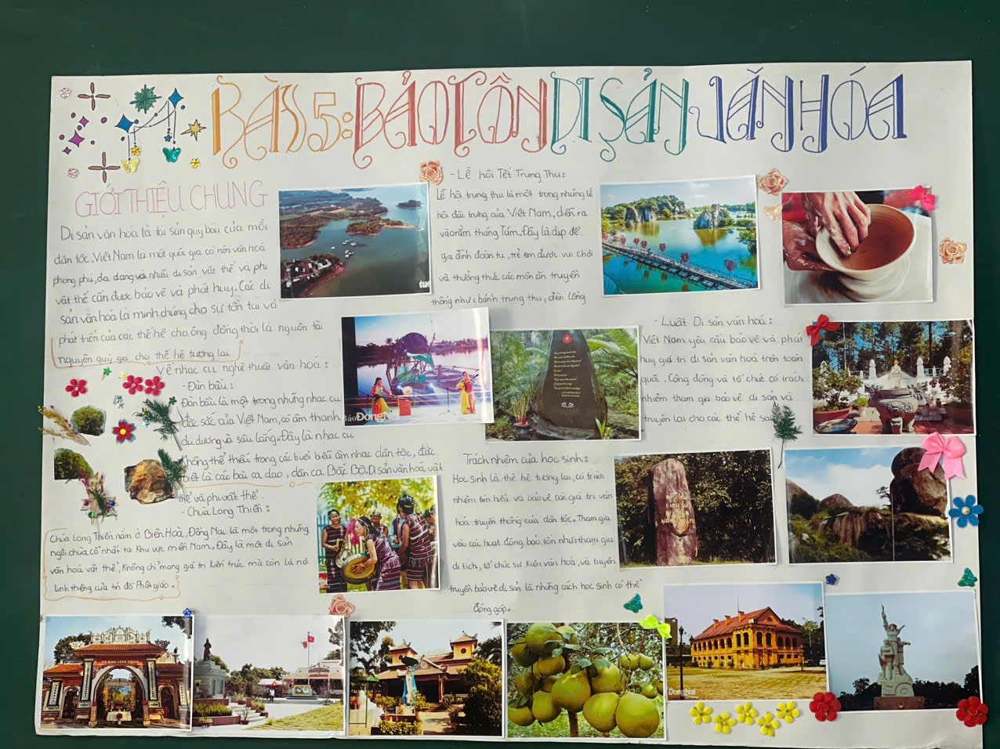 BÀI 5: BẢO TỒN DI SẢN VĂN HÓA
GIỚI THIỆU CHUNG
Di sản văn hoá là tài sản quý báu của mỗi
dân tộc. Việt Nam là một quốc gia có nền văn hoá
phong phú, đa dạng với nhiều di sản vật thể và phi
vật thể cần được bảo vệ và phát huy. Các di
sản văn hoá là minh chứng cho sự tồn tại và
phát triển của các thế hệ cha ông đồng thời là nguồn tài
nguyên quý giá cho thế hệ tương lai
Về nhạc cụ nghệ thuật văn hoá:
- Đàn bầu:
Đàn bầu là một trong những nhạc cụ
đặc sắc của Việt Nam, có âm thanh
du dương và sâu lắng. Đây là nhạc cụ
không thể thiếu trong các buổi biểu diễn âm nhạc dân tộc, đặc
biệt là các bài ca dao, dân ca Bắc Bộ. Di sản văn hoá vật
thể và phi vật thể.
- Chùa Long Thiền:
Chùa Long Thiền nằm ở Biên Hoà, Đồng Nai là một trong những
ngôi chùa cổ nhất tại khu vực miền Nam. Đây là một di sản
văn hoá vật thể, không chỉ mang giá trị kiến trúc mà còn là nơi
linh thiêng của tín đồ Phật giáo.
- Lễ hội Tết Trung Thu:
Lễ hội trung thu là một trong những lễ
hội đặc trưng của Việt Nam, diễn ra
vào rằm tháng Tám. Đây là dịp để
gia đình đoàn tụ, trẻ em được vui chơi
và thưởng thức các món ăn truyền
thống như: bánh trung thu, đèn lồng
- Luật Di sản văn hoá:
Việt Nam yêu cầu bảo vệ và phát
huy giá trị di sản văn hoá trên toàn
quốc. Cộng đồng và tổ chức có trách
nhiệm tham gia bảo vệ di sản và
truyền lại cho các thế hệ sau
Trách nhiệm của học sinh:
Học sinh là thế hệ tương lai, có trách
nhiệm tìm hiểu và bảo vệ các giá trị văn
hoá truyền thống của dân tộc. Tham gia
vào các hoạt động bảo tồn như: tham gia
di tích, tổ chức sự kiện văn hoá, và tuyên
truyền bảo vệ di sản là những cách học sinh có thể
đóng góp.
Báo Đồng Nai
ĐồngNai